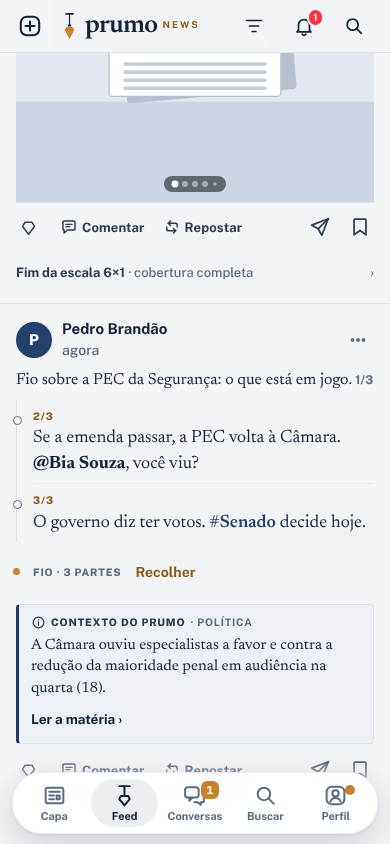 prumo NEWS
1
Comentar
Repostar
Fim da escala 6×1 · cobertura completa ›
P
Pedro Brandão
agora
Fio sobre a PEC da Segurança: o que está em jogo. 1/3
2/3
Se a emenda passar, a PEC volta à Câmara.
@Bia Souza, você viu?
3/3
O governo diz ter votos. #Senado decide hoje.
FIO · 3 PARTES Recolher
CONTEXTO DO PRUMO · POLÍTICA
A Câmara ouviu especialistas a favor e contra a
redução da maioridade penal em audiência na
quarta (18).
Ler a matéria ›
Comentar
Repostar
1
Capa
Feed
Conversas
Buscar
Perfil